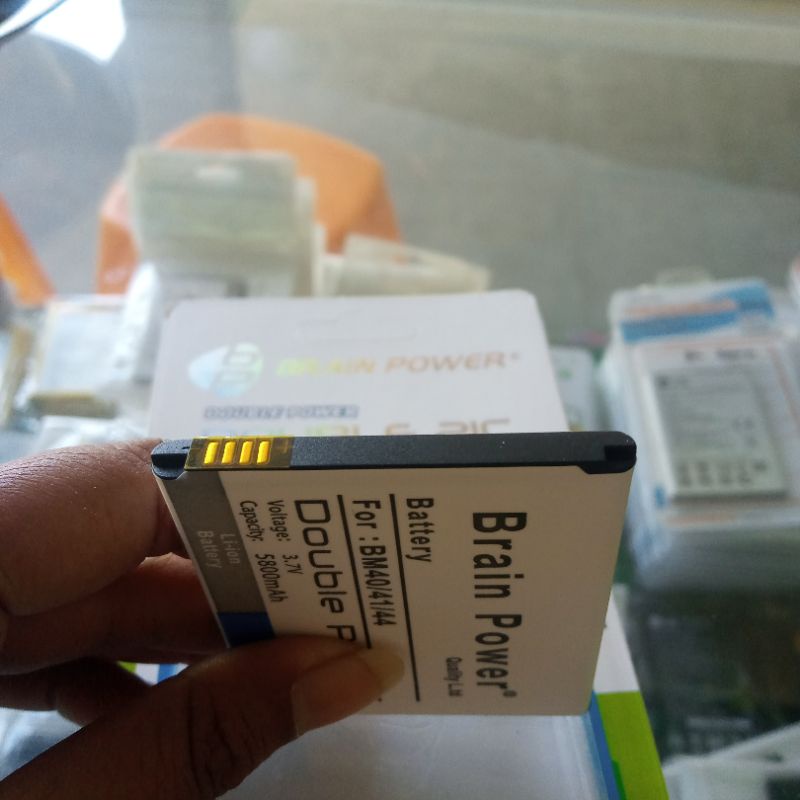 BRAIN POWER®
DOUBLE POWER
Brain Power®
Quality Ltd
Battery
For : BM40/41/44
Double P
Voltage: 3.7V
Capacity: 5800mAh
Li-ion
Battery